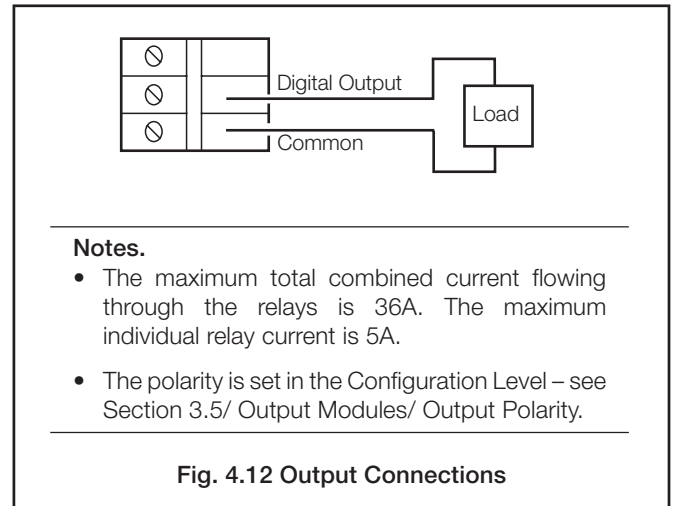 Digital Output
Load
Common
Notes.
• The maximum total combined current flowing
through the relays is 36A. The maximum
individual relay current is 5A.
• The polarity is set in the Configuration Level – see
Section 3.5/ Output Modules/ Output Polarity.
Fig. 4.12 Output Connections